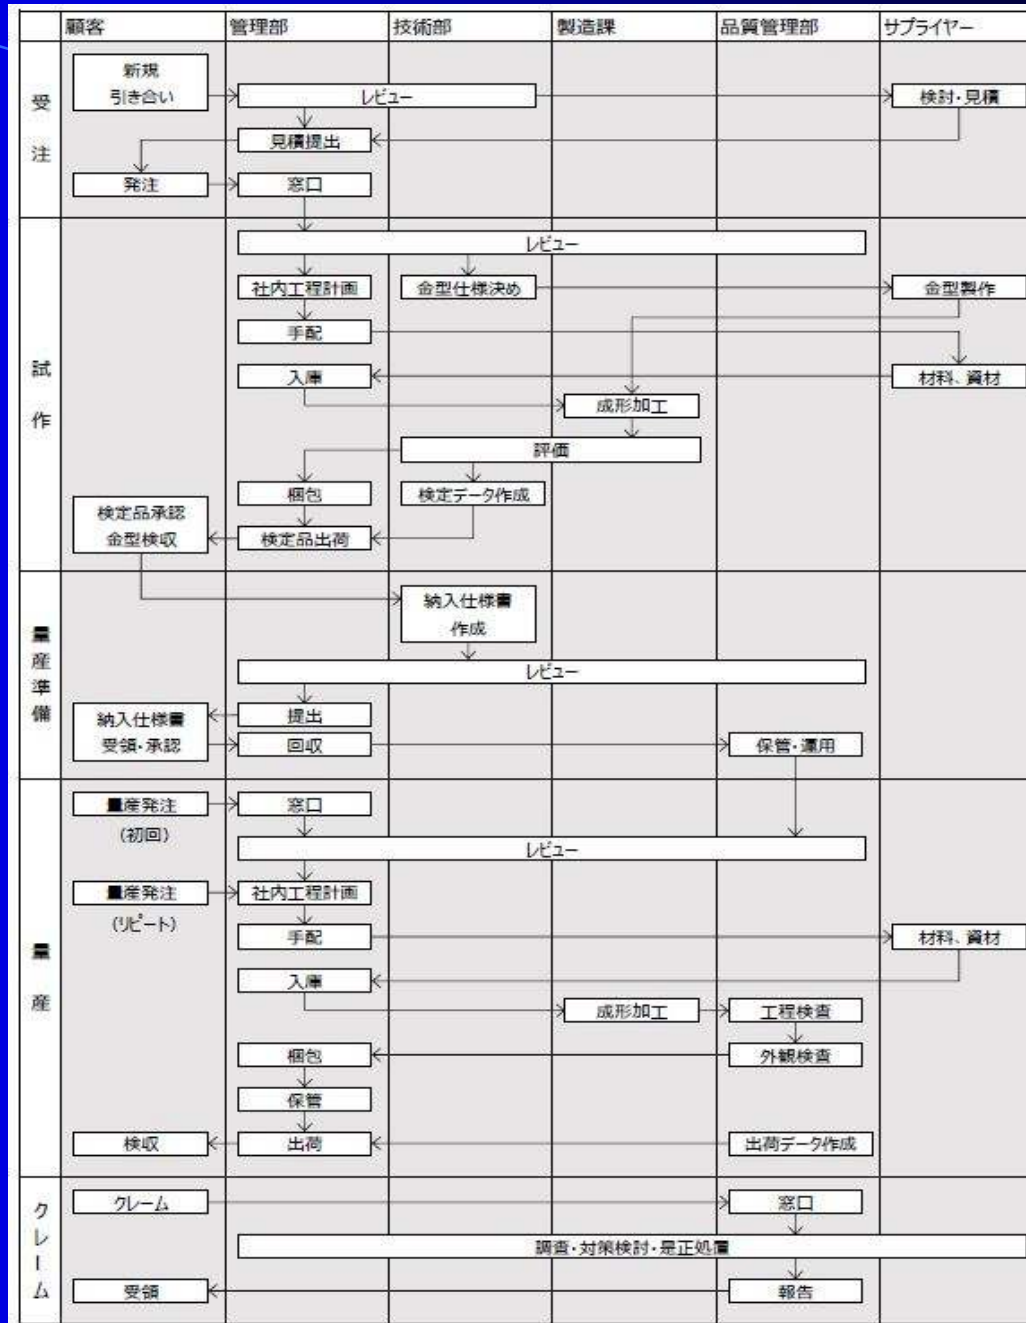 顧客 管理部 技術部 製造課 品質管理部 サプライヤー
受注
新規
引き合い
レビュー
検討・見積
見積提出
発注
窓口
試作
レビュー
社内工程計画
金型仕様決め
金型製作
手配
入庫
材料、資材
成形加工
評価
梱包
検定データ作成
検定品承認
金型検収
検定品出荷
量産準備
納入仕様書
作成
レビュー
納入仕様書
受領・承認
提出
回収
保管・運用
量産
量産発注
(初回)
窓口
レビュー
量産発注
(リピート)
社内工程計画
手配
材料、資材
入庫
成形加工
工程検査
梱包
外観検査
保管
検収
出荷
出荷データ作成
クレーム
クレーム
窓口
調査・対策検討・是正処置
受領
報告